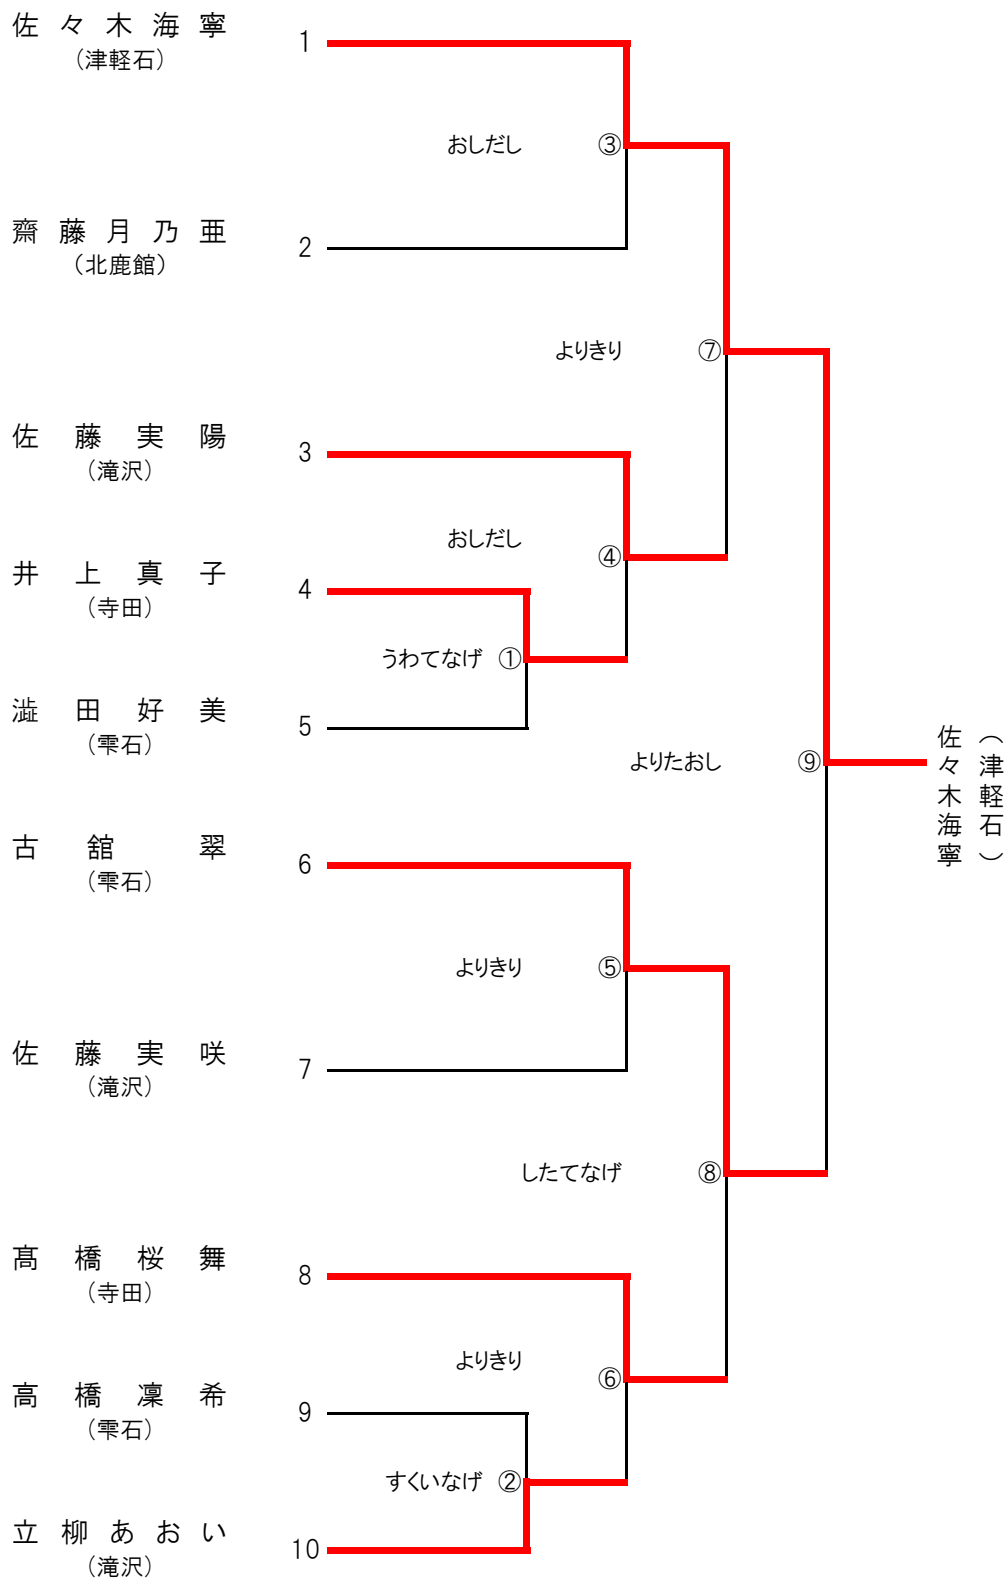 佐々木海寧
1
（津軽石）
おしだし
③
齋藤月乃亜
2
（北鹿館）
よりきり
⑦
佐藤実陽
3
（滝沢）
おしだし
④
井上真子
4
（寺田）
うわてなげ
①
澁田好美
5
（雫石）
よりたおし
⑨
佐々木海寧
（津軽石）
古舘翠
6
（雫石）
よりきり
⑤
佐藤実咲
7
（滝沢）
したてなげ
⑧
髙橋桜舞
8
（寺田）
よりきり
⑥
高橋凜希
9
（雫石）
すくいなげ
②
立柳あおい
10
（滝沢）